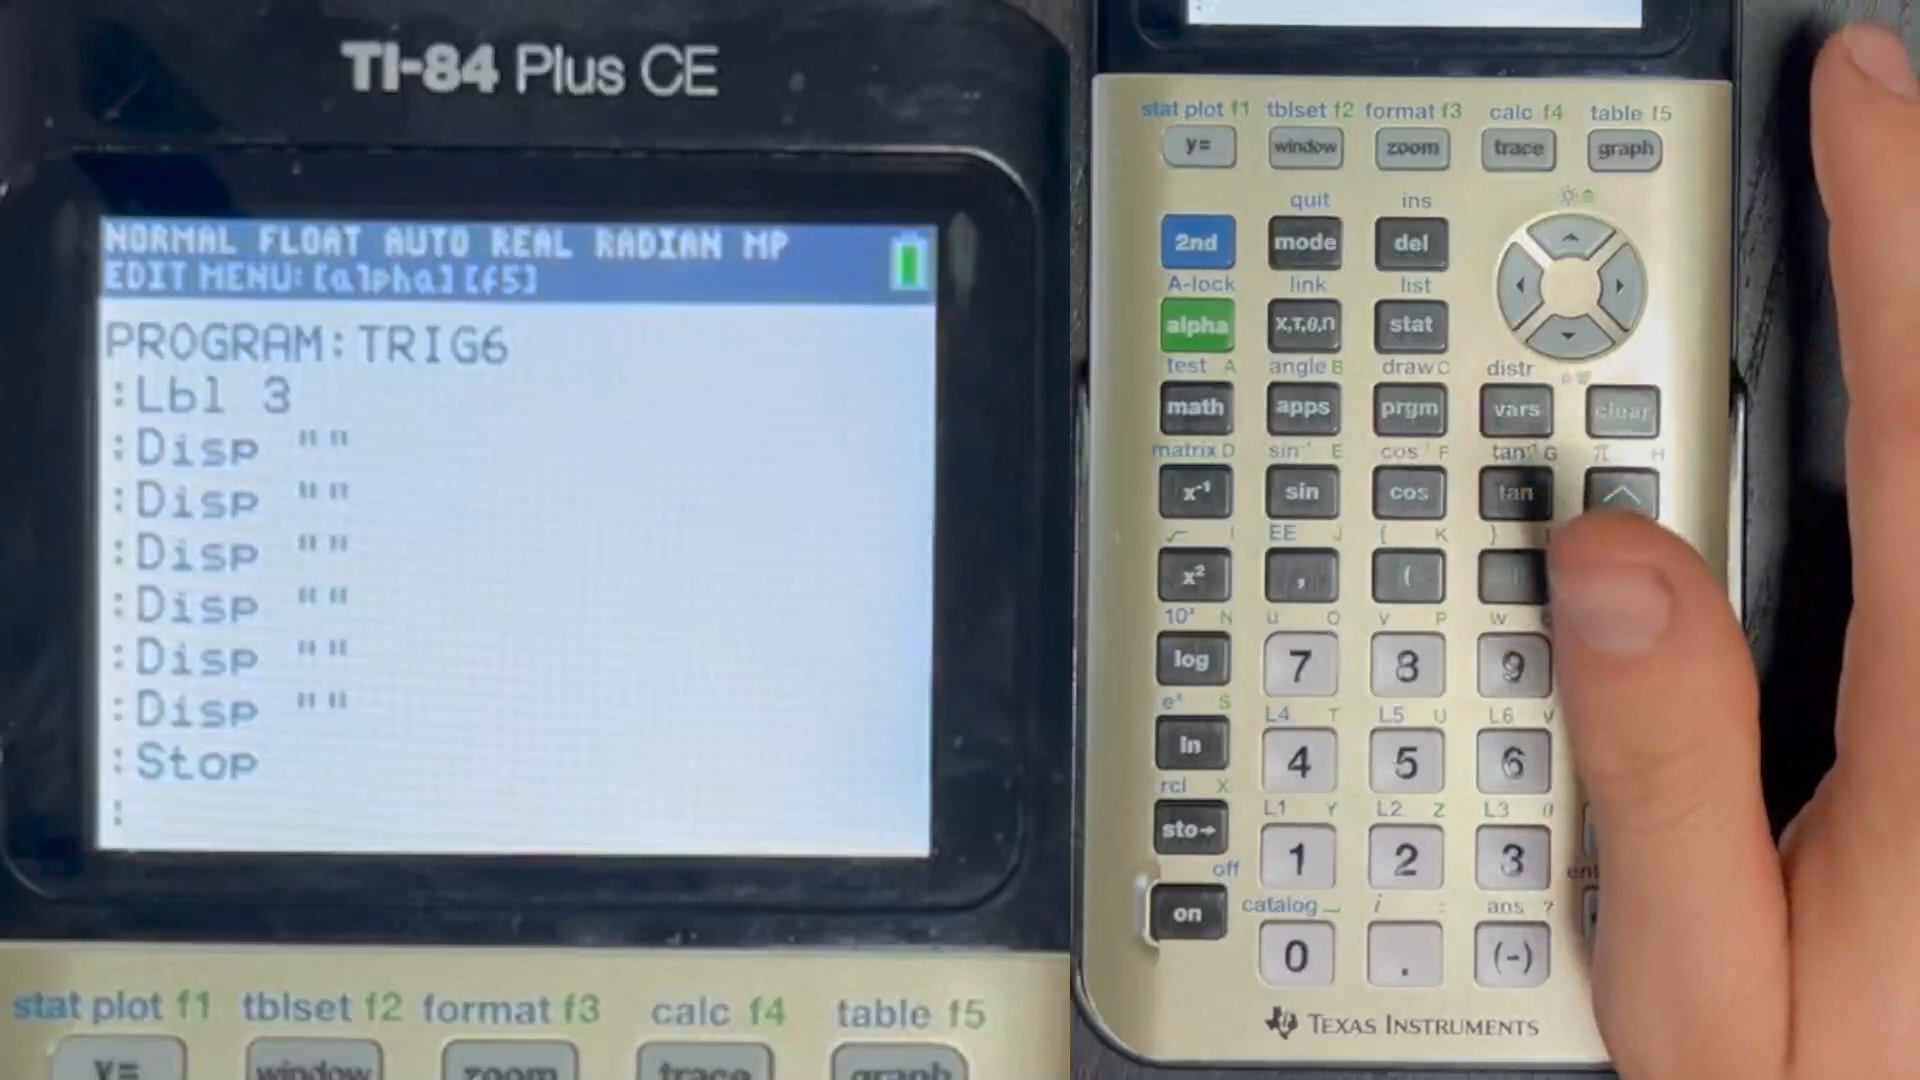 TI-84 Plus CE
NORMAL FLOAT AUTO REAL RADIAN MP
EDIT MENU: [alpha] [f5]
PROGRAM:TRIG6
:Lbl 3
:Disp ""
:Disp ""
:Disp ""
:Disp ""
:Disp ""
:Disp ""
:Stop
:
stat plot f1 tblset f2 format f3 calc f4 table f5
y= window zoom trace graph
stat plot f1 tblset f2 format f3 calc f4 table f5
y= window zoom trace graph
quit ins
2nd mode del
A-lock link list
alpha X,T,θ,n stat
test A angle B draw C distr
math apps prgm vars clear
matrix D sin⁻¹ E cos⁻¹ F tan⁻¹ G π H
x⁻¹ sin cos tan ^
√ I EE J { K }
x² , (
10ˣ N u O v P w
log 7 8 9
eˣ S L4 T L5 U L6 V
ln 4 5 6
rcl X L1 Y L2 Z L3 θ
sto→ 1 2 3
off
on
catalog i : ans ?
0 . (-)
TEXAS INSTRUMENTS